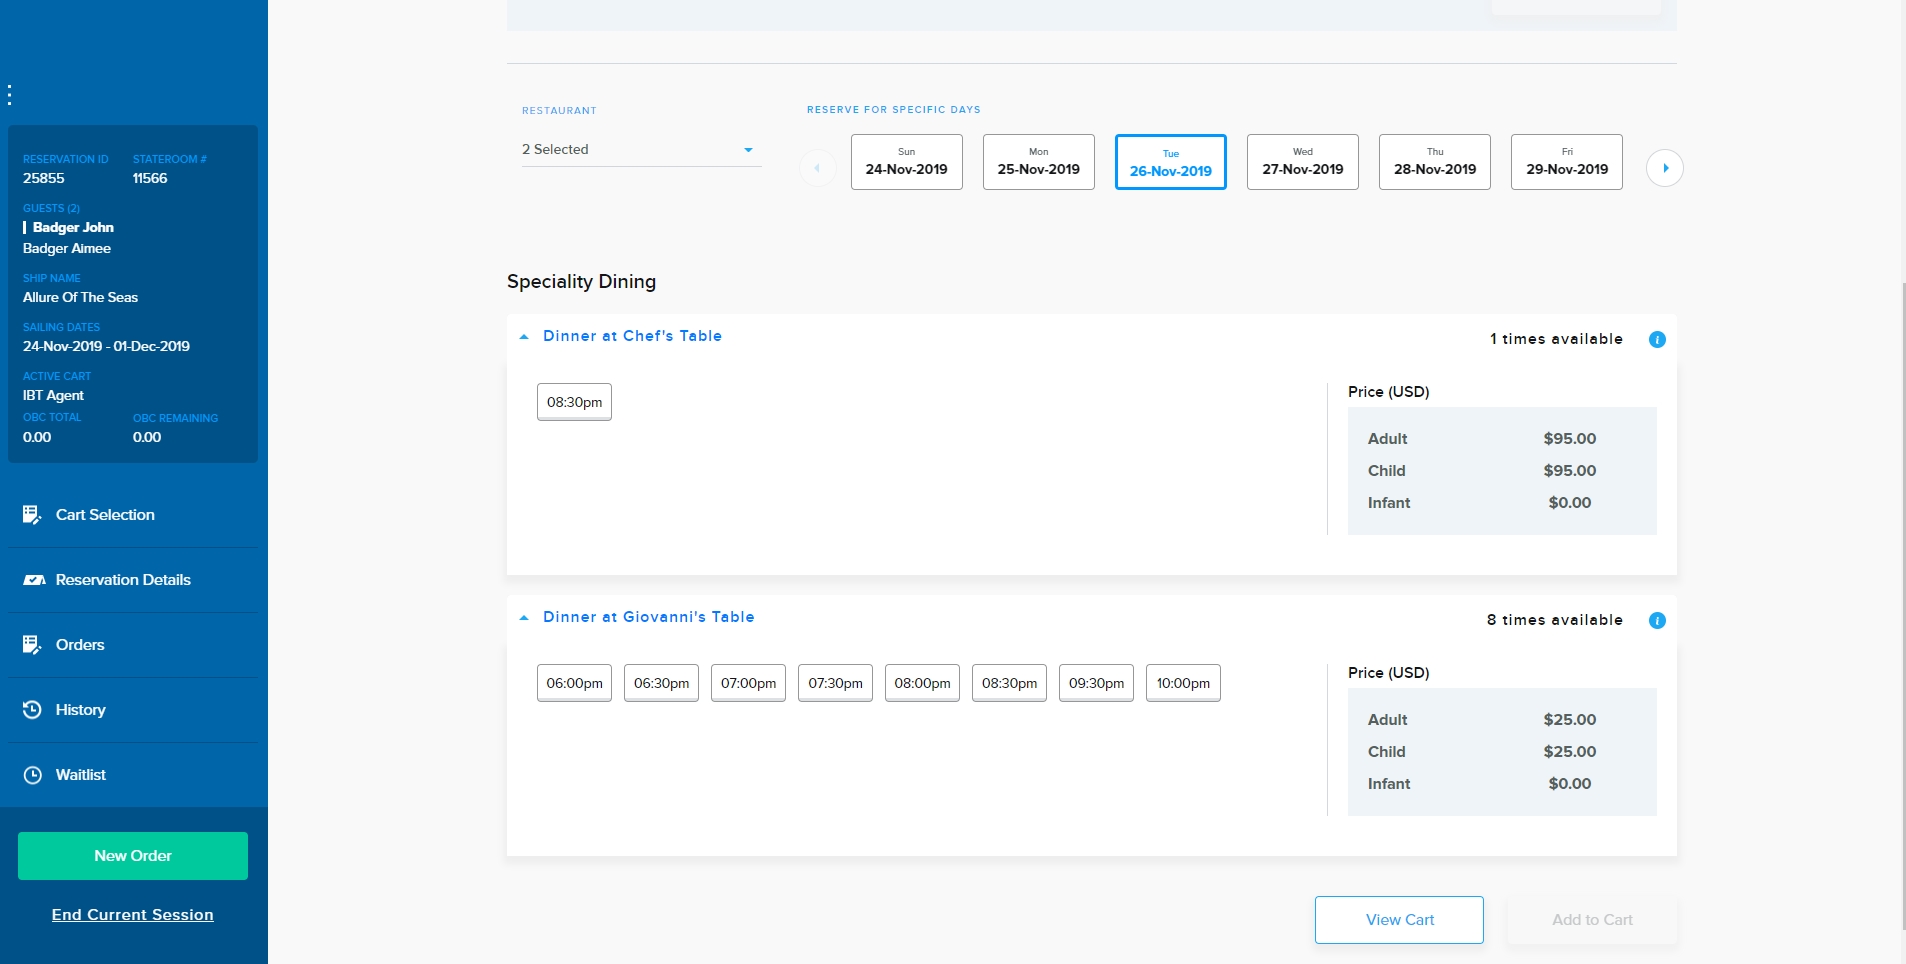 RESERVATION ID STATEROOM #
25855 11566
GUESTS (2)
Badger John
Badger Aimee
SHIP NAME
Allure Of The Seas
SAILING DATES
24-Nov-2019 - 01-Dec-2019
ACTIVE CART
IBT Agent
OBC TOTAL OBC REMAINING
0.00 0.00
Cart Selection
Reservation Details
Orders
History
Waitlist
New Order
End Current Session
RESTAURANT
2 Selected
RESERVE FOR SPECIFIC DAYS
Sun Mon Tue Wed Thu Fri
24-Nov-2019 25-Nov-2019 26-Nov-2019 27-Nov-2019 28-Nov-2019 29-Nov-2019
Speciality Dining
Dinner at Chef's Table 1 times available i
08:30pm
Price (USD)
Adult $95.00
Child $95.00
Infant $0.00
Dinner at Giovanni's Table 8 times available i
06:00pm 06:30pm 07:00pm 07:30pm 08:00pm 08:30pm 09:30pm 10:00pm
Price (USD)
Adult $25.00
Child $25.00
Infant $0.00
View Cart Add to Cart